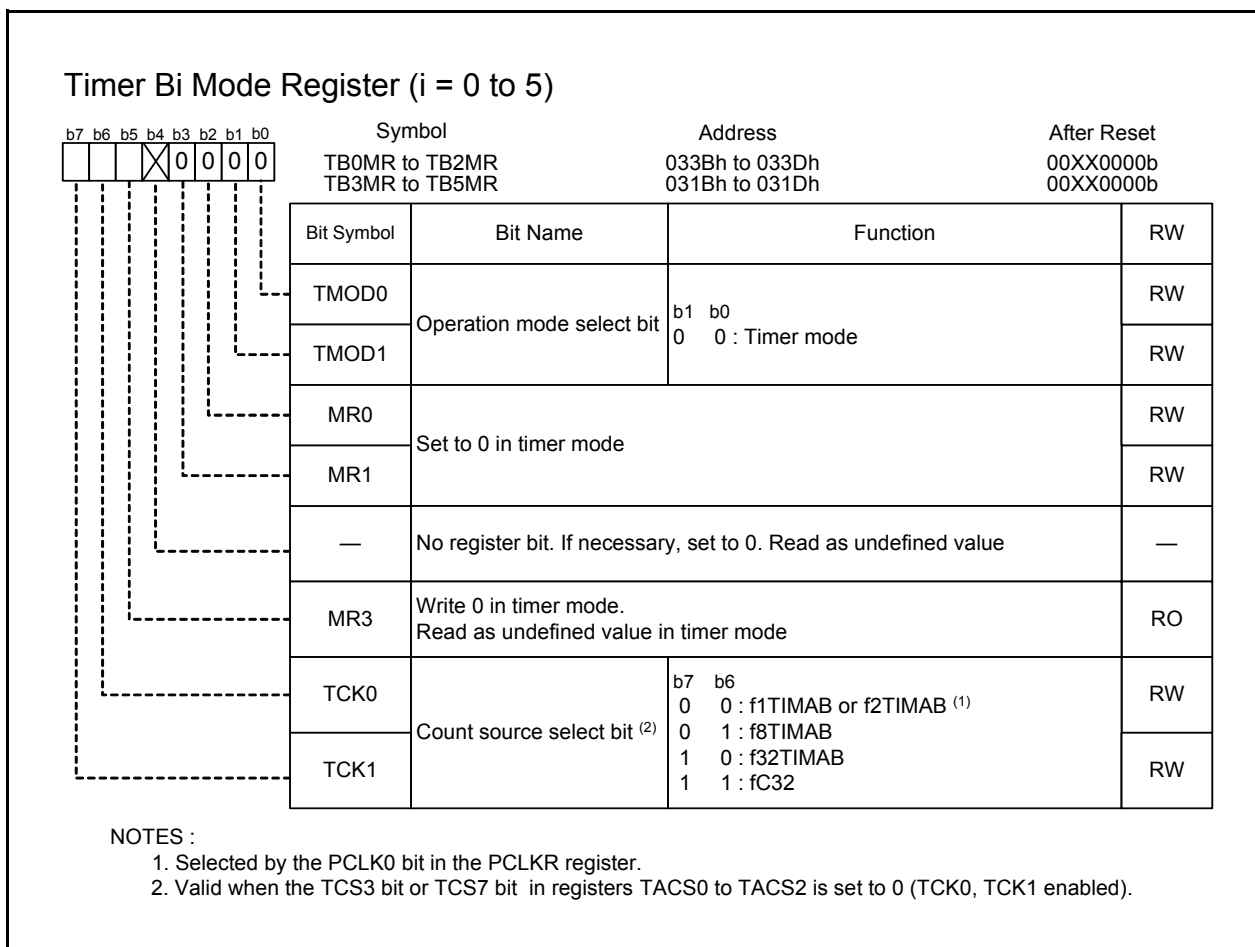 Timer Bi Mode Register (i = 0 to 5)
b7 b6 b5 b4 b3 b2 b1 b0
0 0 0 0
Symbol Address After Reset
TB0MR to TB2MR 033Bh to 033Dh 00XX0000b
TB3MR to TB5MR 031Bh to 031Dh 00XX0000b
Bit Symbol Bit Name Function RW
TMOD0 RW
Operation mode select bit
b1 b0
0 0 : Timer mode
TMOD1 RW
MR0 RW
Set to 0 in timer mode
MR1 RW
— No register bit. If necessary, set to 0. Read as undefined value —
MR3 RO
Write 0 in timer mode.
Read as undefined value in timer mode
TCK0 RW
Count source select bit (2)
b7 b6
0 0 : f1TIMAB or f2TIMAB (1)
0 1 : f8TIMAB
1 0 : f32TIMAB
1 1 : fC32
TCK1 RW
NOTES :
1. Selected by the PCLK0 bit in the PCLKR register.
2. Valid when the TCS3 bit or TCS7 bit in registers TACS0 to TACS2 is set to 0 (TCK0, TCK1 enabled).